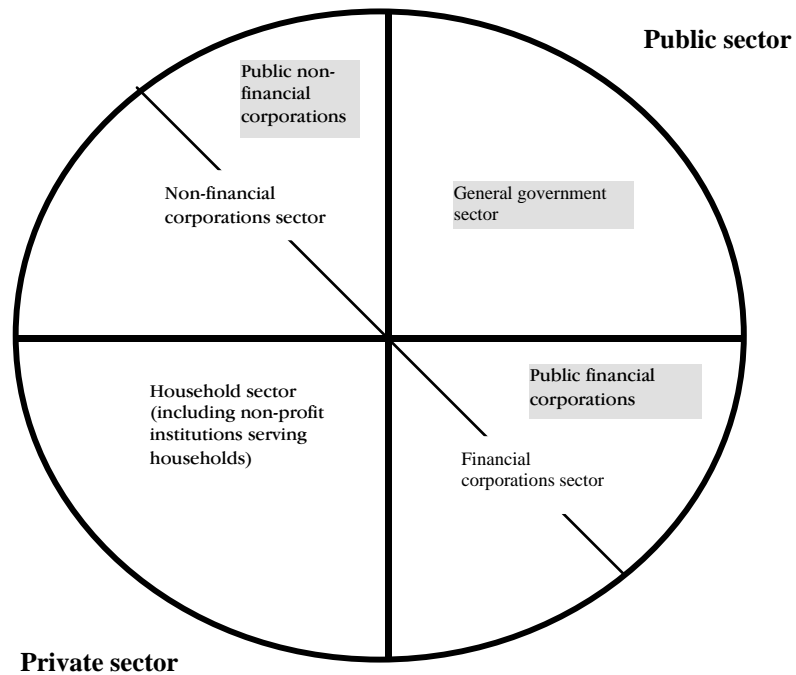 Public sector
Public non-
financial
corporations
Non-financial
corporations sector
General government
sector
Household sector
(including non-profit
institutions serving
households)
Public financial
corporations
Financial
corporations sector
Private sector